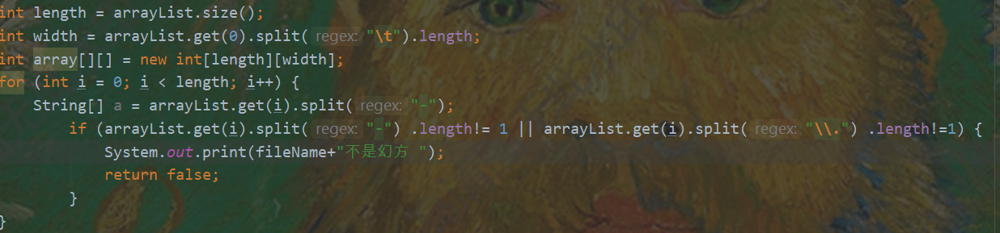 int length = arrayList.size();
int width = arrayList.get(0).split( regex: "\t").length;
int array[][] = new int[length][width];
for (int i = 0; i < length; i++) {
String[] a = arrayList.get(i).split( regex: "-");
if (arrayList.get(i).split( regex: "-") .length!= 1 || arrayList.get(i).split( regex: "\\.") .length!=1) {
System.out.print(fileName+"不是幻方 ");
return false;
}
}